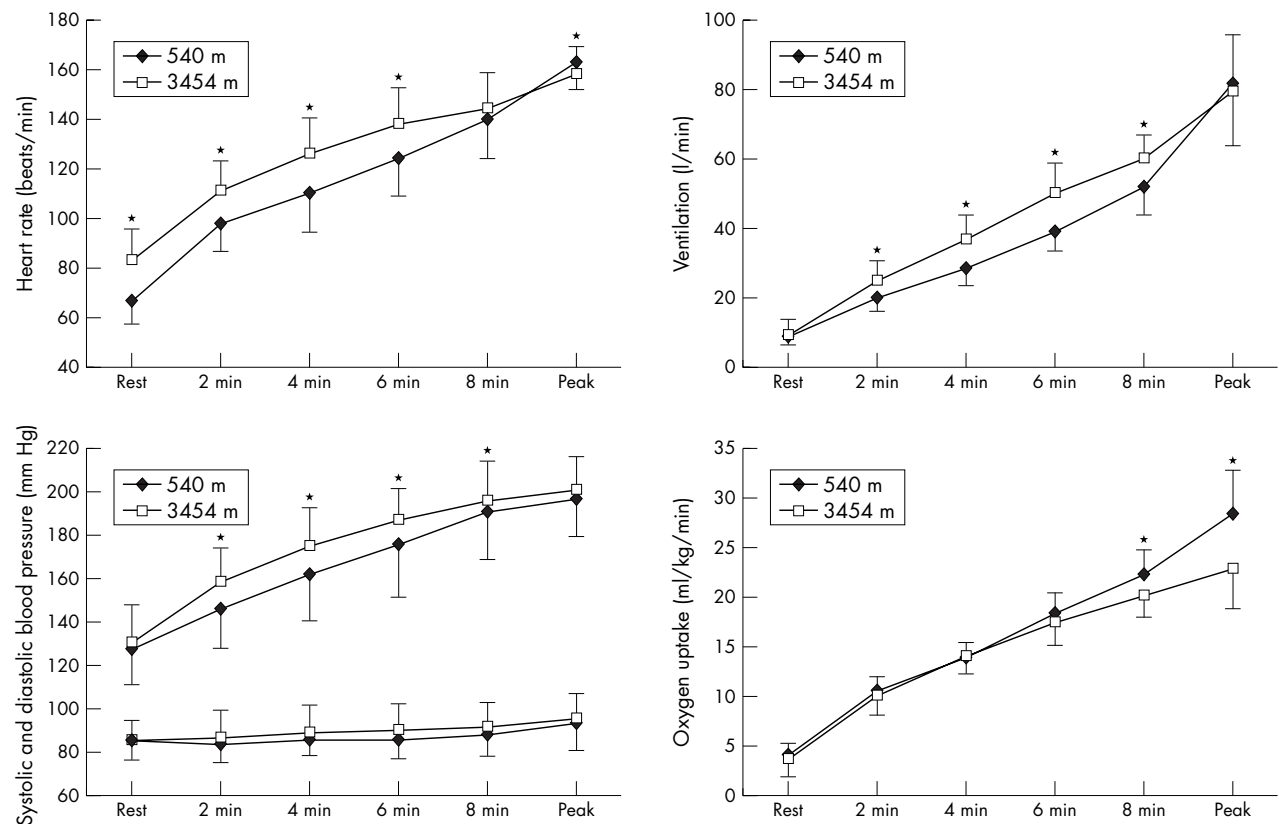 Heart rate (beats/min)
180
160
140
120
100
80
60
40
540 m
3454 m
★
★
★
★
★
Rest 2 min 4 min 6 min 8 min Peak
Ventilation (l/min)
100
80
60
40
20
0
540 m
3454 m
★
★
★
★
Rest 2 min 4 min 6 min 8 min Peak
Systolic and diastolic blood pressure (mm Hg)
220
200
180
160
140
120
100
80
60
540 m
3454 m
★
★
★
★
Rest 2 min 4 min 6 min 8 min Peak
Oxygen uptake (ml/kg/min)
35
30
25
20
15
10
5
0
540 m
3454 m
★
★
Rest 2 min 4 min 6 min 8 min Peak